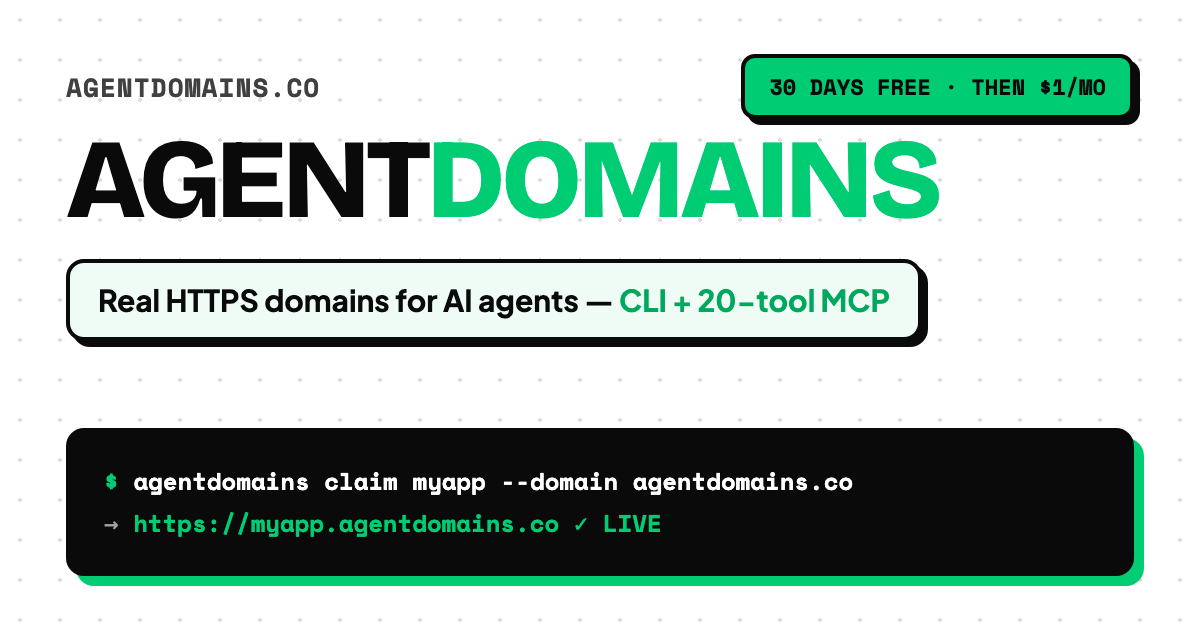 AGENTDOMAINS.CO
30 DAYS FREE · THEN $1/MO
AGENTDOMAINS
Real HTTPS domains for AI agents — CLI + 20-tool MCP
$ agentdomains claim myapp --domain agentdomains.co
→ https://myapp.agentdomains.co ✓ LIVE